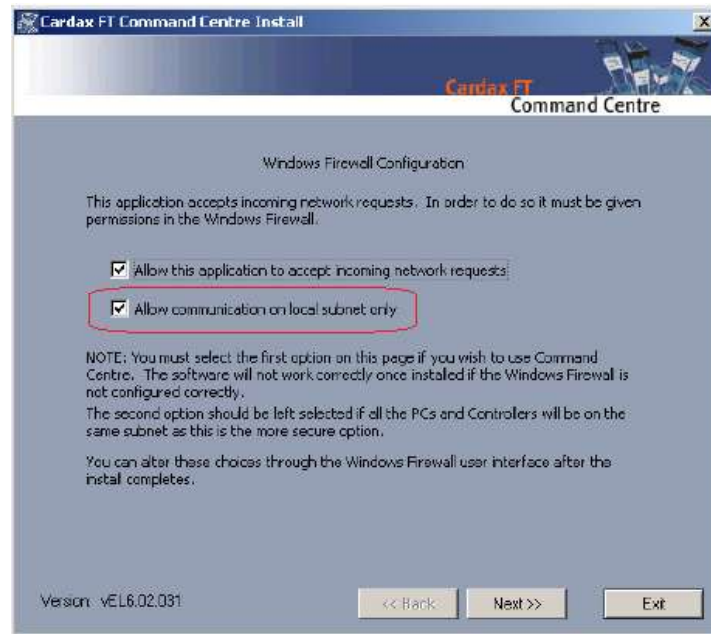 Cardax FT Command Centre Install
Cardax FT
Command Centre
Windows Firewall Configuration
This application accepts incoming network requests. In order to do so it must be given
permissions in the Windows Firewall.
Allow this application to accept incoming network requests
Allow communication on local subnet only
NOTE: You must select the first option on this page if you wish to use Command
Centre. The software will not work correctly once installed if the Windows Firewall is
not configured correctly.
The second option should be left selected if all the PCs and Controllers will be on the
same subnet as this is the more secure option.
You can alter these choices through the Windows Firewall user interface after the
install completes.
Version: vEL6.02.031
<< Back
Next >>
Exit